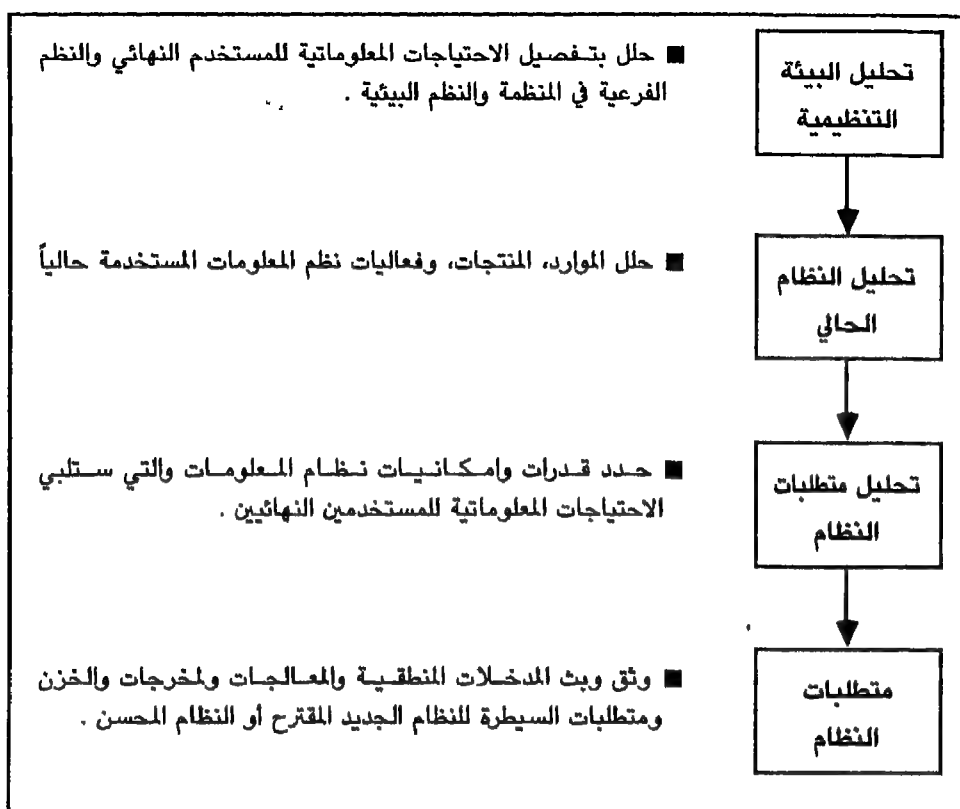 تحليل البيئة
التنظيمية
■ حلل بتفصيل الاحتياجات المعلوماتية للمستخدم النهائي والنظم
الفرعية في المنظمة والنظم البيئية .
تحليل النظام
الحالي
■ حلل الموارد، المنتجات، وفعاليات نظم المعلومات المستخدمة حالياً
تحليل متطلبات
النظام
■ حدد قدرات وامكانيات نظام المعلومات والتي ستلبي
الاحتياجات المعلوماتية للمستخدمين النهائيين .
متطلبات
النظام
■ وثق وبث المدخلات المنطقية والمعالجات ولمخرجات والخزن
ومتطلبات السيطرة للنظام الجديد المقترح أو النظام المحسن .